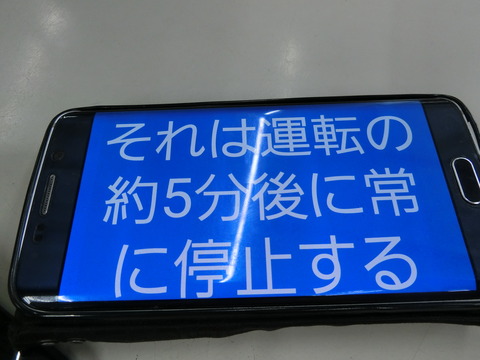 それは運転の
約5分後に常
に停止する